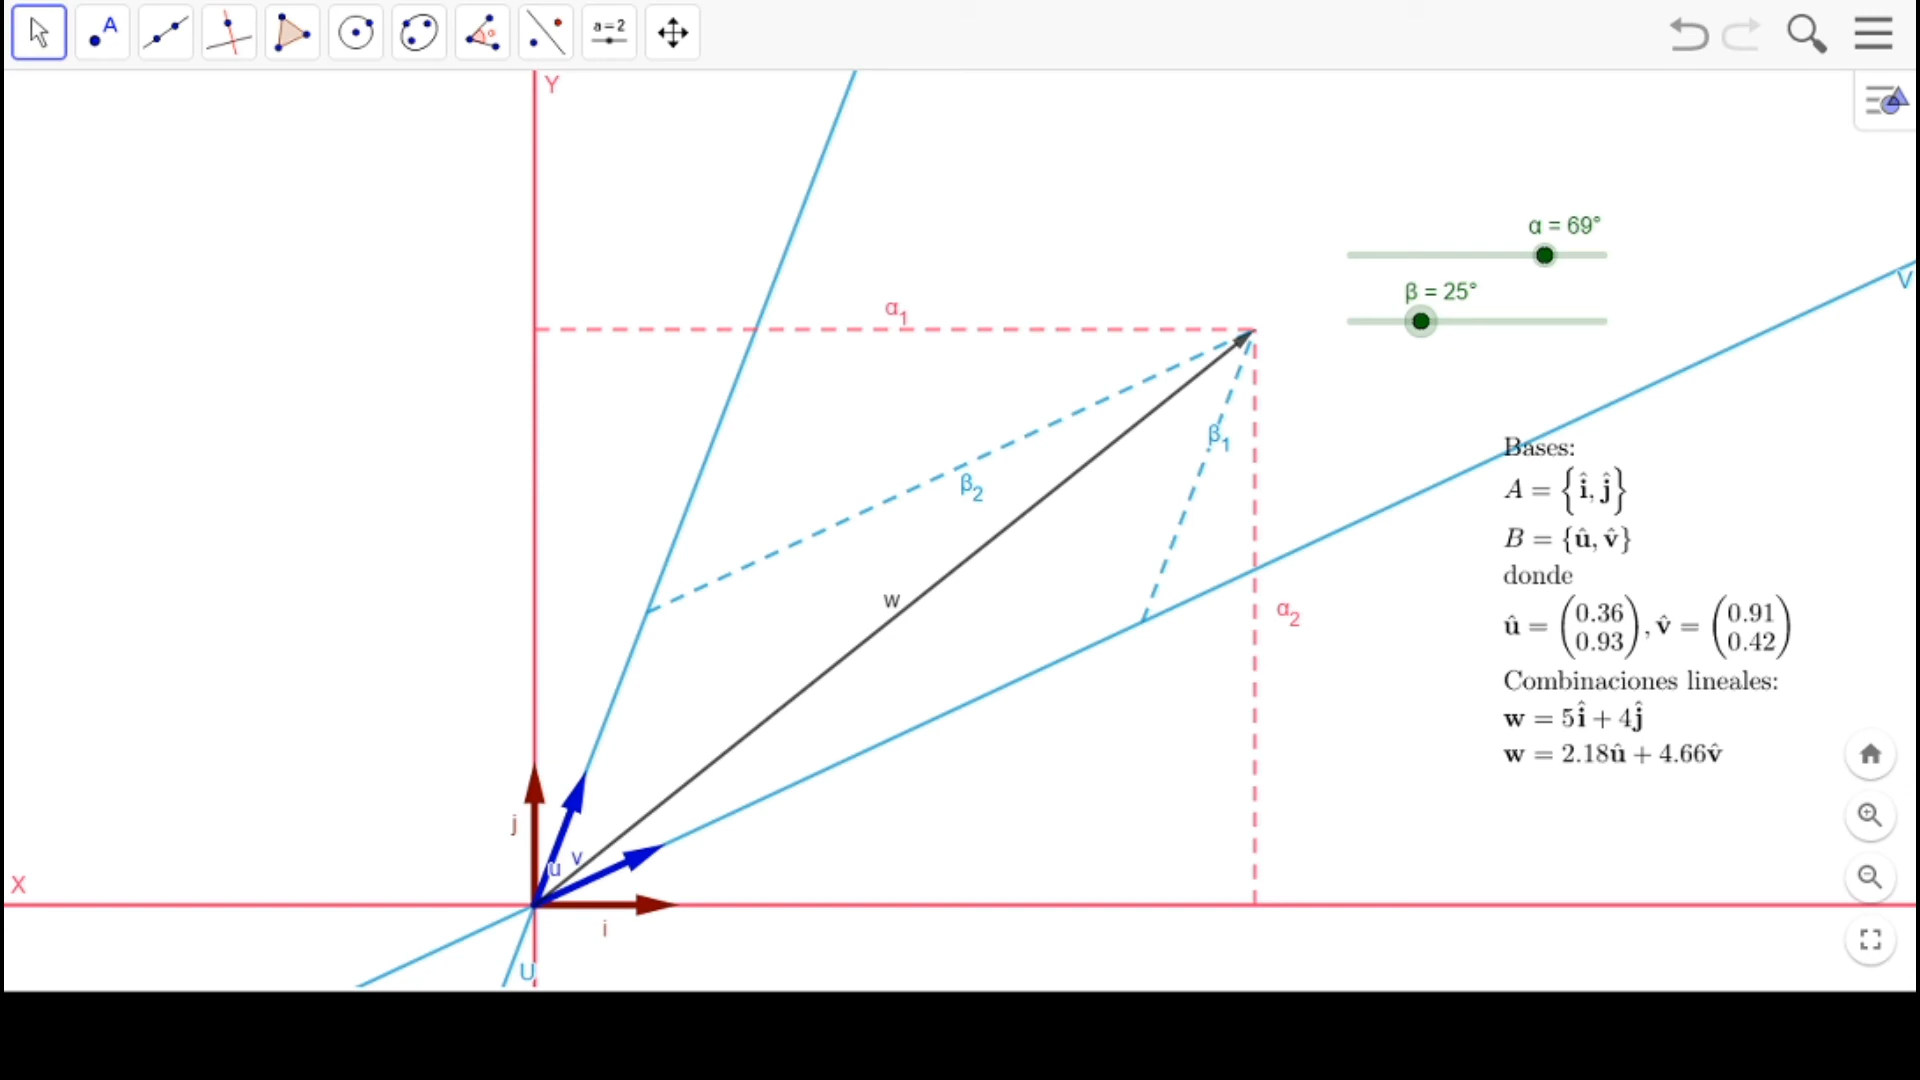 A
a = 2
Y
α = 69°
V
β = 25°
α₁
β₁
Bases:
β₂
A = {î, ĵ}
B = {û, v̂}
donde
w
α₂
û = (0.36 0.93), v̂ = (0.91 0.42)
Combinaciones lineales:
w = 5î + 4ĵ
w = 2.18û + 4.66v̂
j
v
u
X
i
U